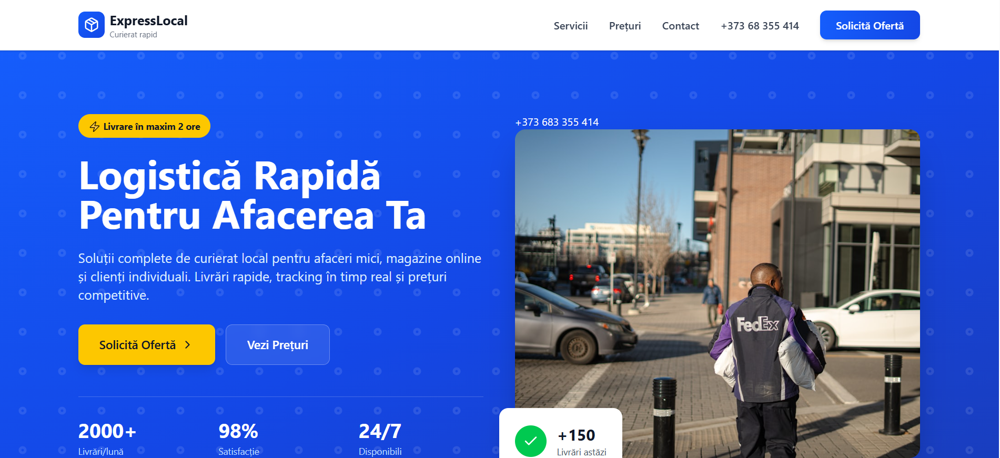 ExpressLocal
Curierat rapid
Servicii
Prețuri
Contact
+373 68 355 414
Solicită Ofertă
Livrare în maxim 2 ore
Logistică Rapidă
Pentru Afacerea Ta
Soluții complete de curierat local pentru afaceri mici, magazine online
și clienți individuali. Livrări rapide, tracking în timp real și prețuri
competitive.
Solicită Ofertă
Vezi Prețuri
2000+
Livrări/lună
98%
Satisfacție
24/7
Disponibili
+373 683 355 414
FedEx
+150
Livrări astăzi